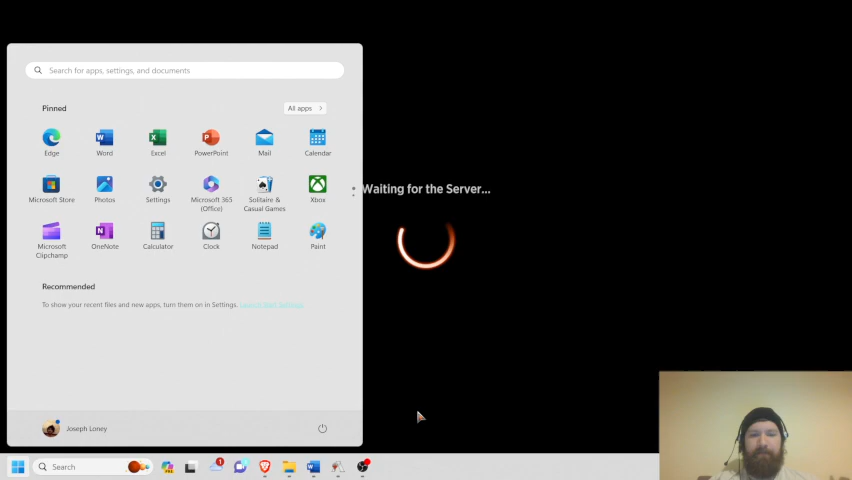 Search for apps, settings, and documents
Pinned
All apps
Edge
Word
Excel
PowerPoint
Mail
Calendar
Waiting for the Server...
Microsoft Store
Photos
Settings
Microsoft 365
(Office)
Solitaire &
Casual Games
Xbox
Microsoft
Clipchamp
OneNote
Calculator
Clock
Notepad
Paint
Recommended
To show your recent files and new apps, turn them on in Settings.
Joseph Loney
Search
1